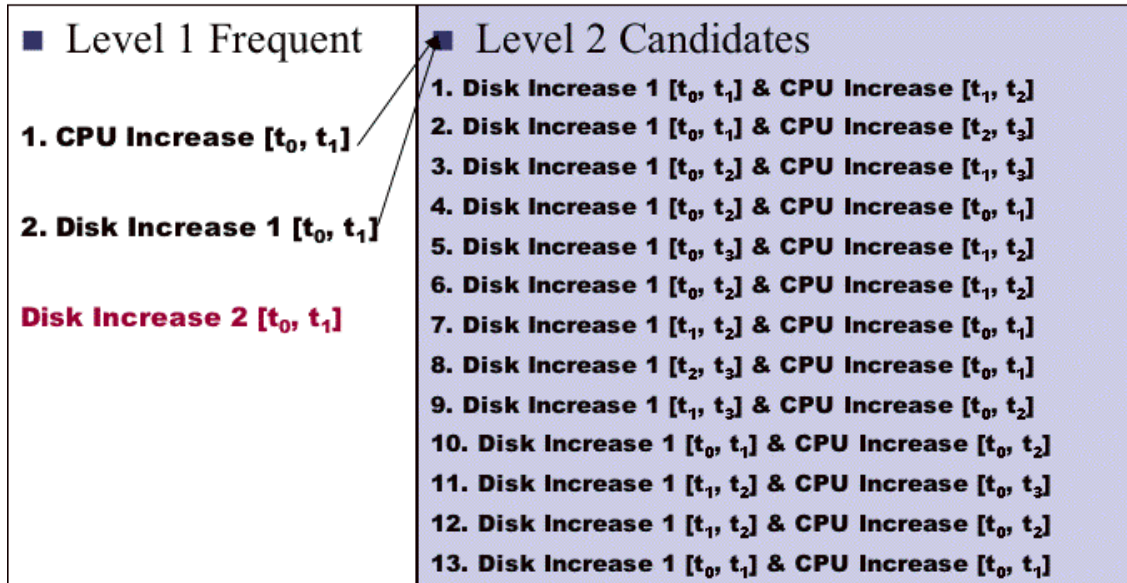 Level 1 Frequent
1. CPU Increase [t₀, t₁]
2. Disk Increase 1 [t₀, t₁]
Disk Increase 2 [t₀, t₁]
Level 2 Candidates
1. Disk Increase 1 [t₀, t₁] & CPU Increase [t₁, t₂]
2. Disk Increase 1 [t₀, t₁] & CPU Increase [t₂, t₃]
3. Disk Increase 1 [t₀, t₂] & CPU Increase [t₁, t₃]
4. Disk Increase 1 [t₀, t₂] & CPU Increase [t₀, t₁]
5. Disk Increase 1 [t₀, t₃] & CPU Increase [t₁, t₂]
6. Disk Increase 1 [t₀, t₂] & CPU Increase [t₁, t₂]
7. Disk Increase 1 [t₁, t₂] & CPU Increase [t₀, t₁]
8. Disk Increase 1 [t₂, t₃] & CPU Increase [t₀, t₁]
9. Disk Increase 1 [t₁, t₃] & CPU Increase [t₀, t₂]
10. Disk Increase 1 [t₀, t₁] & CPU Increase [t₀, t₂]
11. Disk Increase 1 [t₁, t₂] & CPU Increase [t₀, t₃]
12. Disk Increase 1 [t₁, t₂] & CPU Increase [t₀, t₂]
13. Disk Increase 1 [t₀, t₁] & CPU Increase [t₀, t₁]